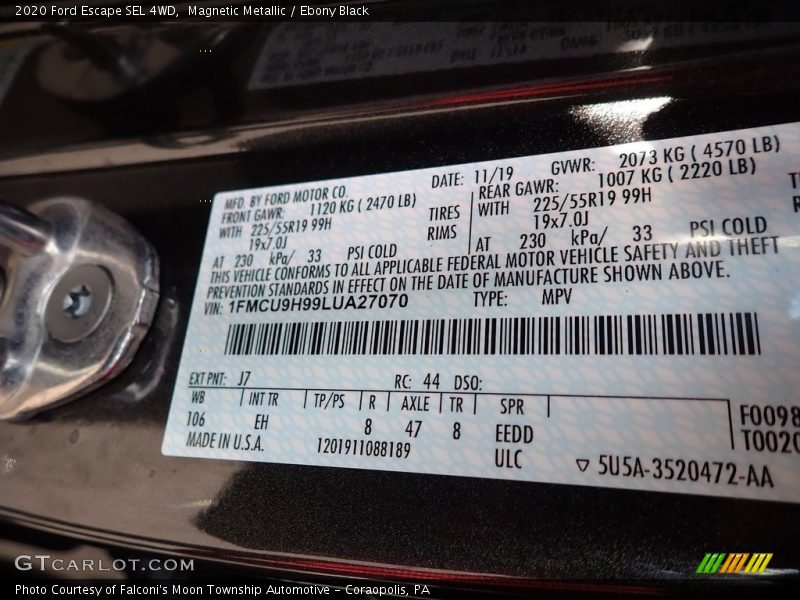 2020 Ford Escape SEL 4WD, Magnetic Metallic / Ebony Black
MFD. BY FORD MOTOR CO. DATE: 11/19 GVWR: 2073 KG ( 4570 LB)
FRONT GAWR: 1120 KG ( 2470 LB) REAR GAWR: 1007 KG ( 2220 LB)
WITH 225/55R19 99H TIRES WITH 225/55R19 99H
19x7.0J RIMS 19x7.0J
AT 230 kPa/ 33 PSI COLD AT 230 kPa/ 33 PSI COLD
THIS VEHICLE CONFORMS TO ALL APPLICABLE FEDERAL MOTOR VEHICLE SAFETY AND THEFT
PREVENTION STANDARDS IN EFFECT ON THE DATE OF MANUFACTURE SHOWN ABOVE.
VIN: 1FMCU9H99LUA27070 TYPE: MPV
EXT PNT: J7 RC: 44 DSO:
WB INT TR TP/PS R AXLE TR SPR
106 EH 8 47 8 EEDD
MADE IN U.S.A. 1201911088189 ULC
▽ 5U5A-3520472-AA
GTCARLOT.COM
Photo Courtesy of Falconi's Moon Township Automotive - Coraopolis, PA